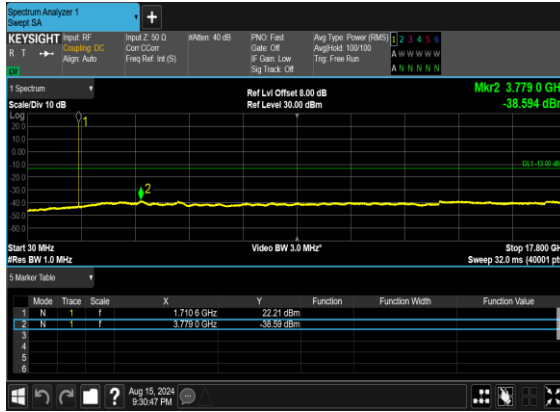 Spectrum Analyzer 1
Swept SA
+
KEYSIGHT Input: RF Input Z: 50 Ω #Atten: 40 dB PNO: Fast Avg Type: Power (RMS) 1 2 3 4 5 6
R T Coupling: DC Corr CCorr Gate: Off Avg|Hold: 100/100 A W W W W W
Align: Auto Freq Ref: Int (S) IF Gain: Low Trig: Free Run
LU Sig Track: Off A N N N N N
1 Spectrum Ref Lvl Offset 8.00 dB Mkr2 3.779 0 GH
Scale/Div 10 dB Ref Level 30.00 dBm -38.594 dBr
Log
20.0
10.0
0.00
-10.0
-20.0
-30.0
-40.0
-50.0
-60.0
1
2
DL1 -13.00 dB
Start 30 MHz Video BW 3.0 MHz* Stop 17.800 GH
#Res BW 1.0 MHz Sweep 32.0 ms (40001 pt
5 Marker Table
Mode Trace Scale X Y Function Function Width Function Value
1 N 1 f 1.710 6 GHz 22.21 dBm
2 N 1 f 3.779 0 GHz -38.59 dBm
3
4
5
6
? Aug 15, 2024
9:30:47 PM